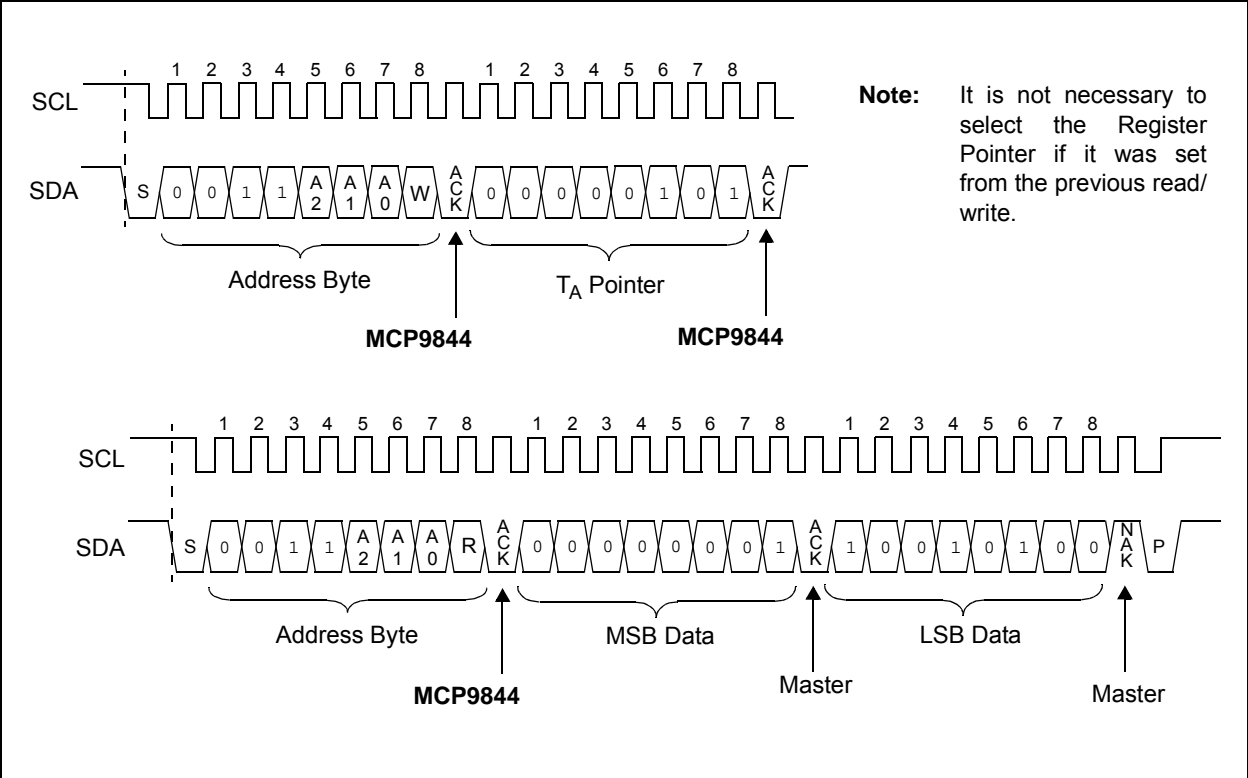 1 2 3 4 5 6 7 8 1 2 3 4 5 6 7 8
SCL
SDA S 0 0 1 1 A2 A1 A0 W ACK 0 0 0 0 0 1 0 1 ACK
Address Byte TA Pointer
MCP9844 MCP9844
Note: It is not necessary to
select the Register
Pointer if it was set
from the previous read/
write.
1 2 3 4 5 6 7 8 1 2 3 4 5 6 7 8 1 2 3 4 5 6 7 8
SCL
SDA S 0 0 1 1 A2 A1 A0 R ACK 0 0 0 0 0 0 0 1 ACK 1 0 0 1 0 1 0 0 NAK P
Address Byte MSB Data LSB Data
MCP9844 Master Master